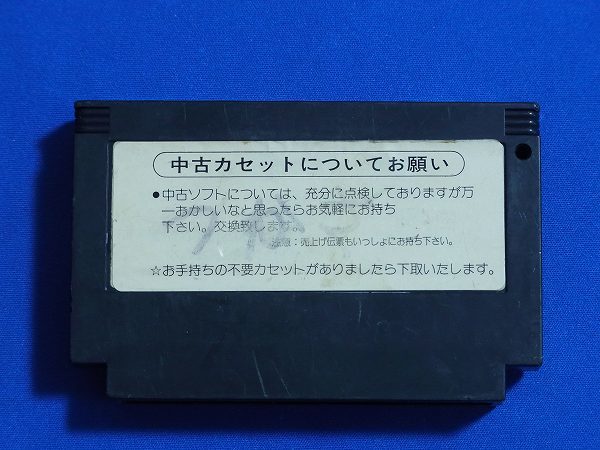 中古カセットについてお願い
●中古ソフトについては、充分に点検しておりますが万
一おかしいなと思ったらお気軽にお持ち
下さい。交換致します。
注意：売上げ伝票もいっしょにお持ち下さい。
☆お手持ちの不要カセットがありましたら下取いたします。